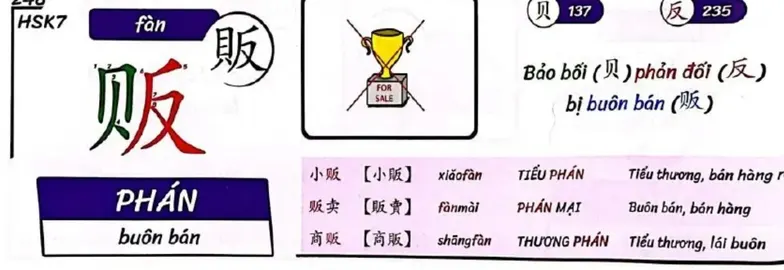 HSK7
fàn
販
贩
PHÁN
buôn bán
FOR
SALE
贝 137
反 235
Bảo bối (贝) phản đối (反)
bị buôn bán (贩)
小贩 【小販】 xiǎofàn TIỂU PHÁN Tiểu thương, bán hàng
贩卖 【販賣】 fànmài PHÁN MẠI Buôn bán, bán hàng
商贩 【商販】 shāngfàn THƯƠNG PHÁN Tiểu thương, lái buôn